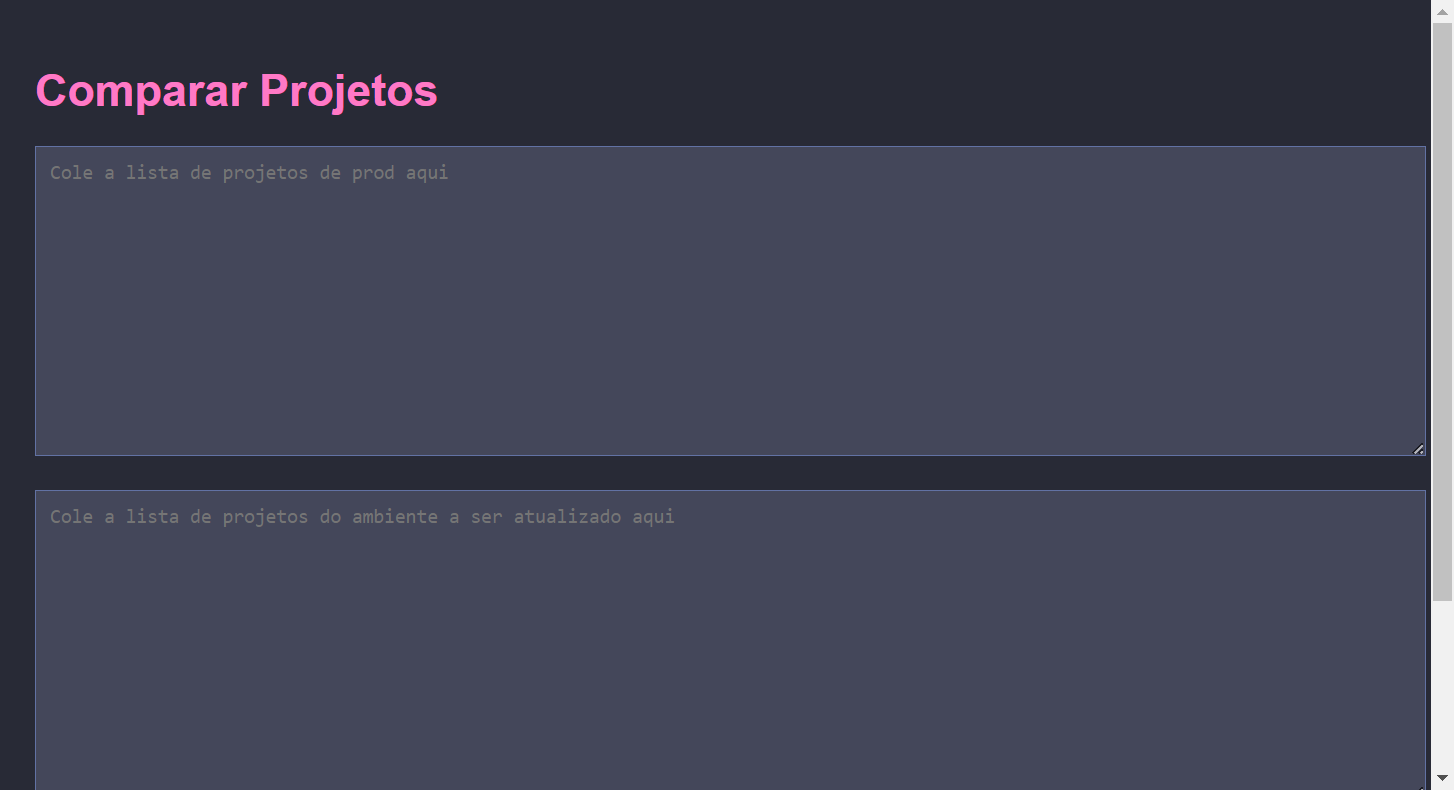 Comparar Projetos
Cole a lista de projetos de prod aqui
Cole a lista de projetos do ambiente a ser atualizado aqui